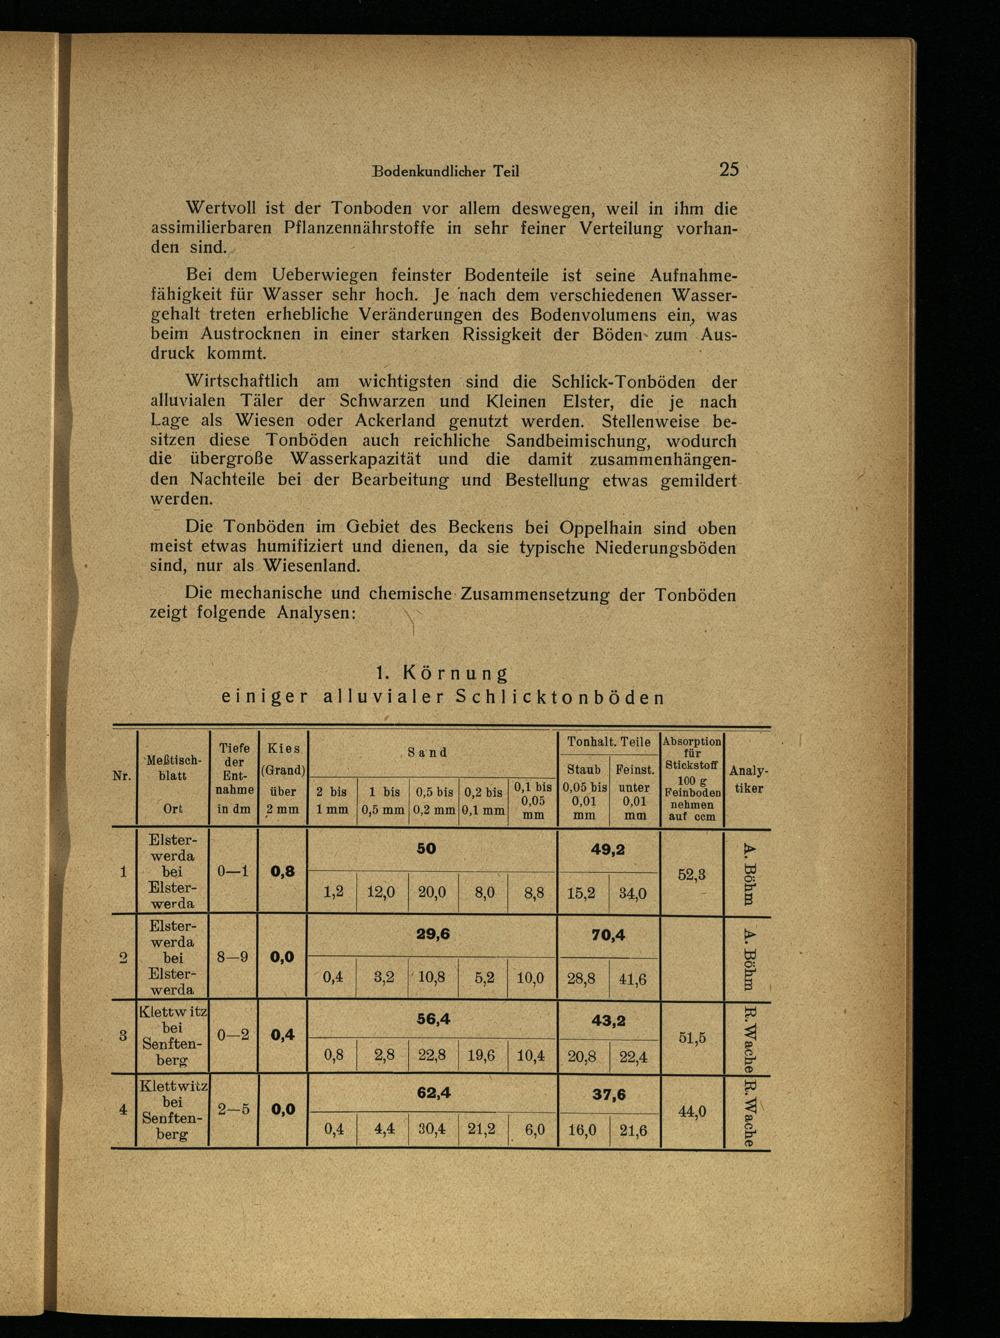 Bodenkundlicher Teil 25
Wertvoll ist der Tonboden vor allem deswegen, weil in ihm die
assimilierbaren Pflanzennährstoffe in sehr feiner Verteilung vorhan-
den sind.
Bei dem Ueberwiegen feinster Bodenteile ist seine Aufnahme-
fähigkeit für Wasser sehr hoch. Je nach dem verschiedenen Wasser-
gehalt treten erhebliche Veränderungen des Bodenvolumens ein, was
beim Austrocknen in einer starken Rissigkeit der Böden zum Aus-
druck kommt.
Wirtschaftlich am wichtigsten sind die Schlick-Tonböden der
alluvialen Täler der Schwarzen und Kleinen Elster, die je nach
Lage als Wiesen oder Ackerland genutzt werden. Stellenweise be-
sitzen diese Tonböden auch reichliche Sandbeimischung, wodurch
die übergroße Wasserkapazität und die damit zusammenhängen-
den Nachteile bei der Bearbeitung und Bestellung etwas gemildert
werden.
Die Tonböden im Gebiet des Beckens bei Oppelhain sind oben
meist etwas humifiziert und dienen, da sie typische Niederungsböden
sind, nur als Wiesenland.
Die mechanische und chemische Zusammensetzung der Tonböden
zeigt folgende Analysen:
1. Körnung
einiger alluvialer Schlicktonböden
Nr.
Meßtisch-
blatt
Ort
Tiefe
der
Ent-
nahme
in dm
Kies
(Grand)
über
2 mm
Sand
2 bis
1 mm
1 bis
0,5 mm
0,5 bis
0,2 mm
0,2 bis
0,1 mm
0,1 bis
0,05
mm
Tonhalt. Teile
Staub
0,05 bis
0,01
mm
Feinst.
unter
0,01
mm
Absorption
für
Stickstoff
100 g
Feinboden
nehmen
auf ccm
Analy-
tiker
1
Elster-
werda
bei
Elster-
werda
0—1
0,8
50
1,2 12,0 20,0 8,0 8,8
49,2
15,2 34,0
52,3
A. Böhm
2
Elster-
werda
bei
Elster-
werda
8—9
0,0
29,6
0,4 3,2 10,8 5,2 10,0
70,4
28,8 41,6
A. Böhm
3
Klettwitz
bei
Senften-
berg
0—2
0,4
56,4
0,8 2,8 22,8 19,6 10,4
43,2
20,8 22,4
51,5
R. Wache
4
Klettwitz
bei
Senften-
berg
2—5
0,0
62,4
0,4 4,4 30,4 21,2 6,0
37,6
16,0 21,6
44,0
R. Wache